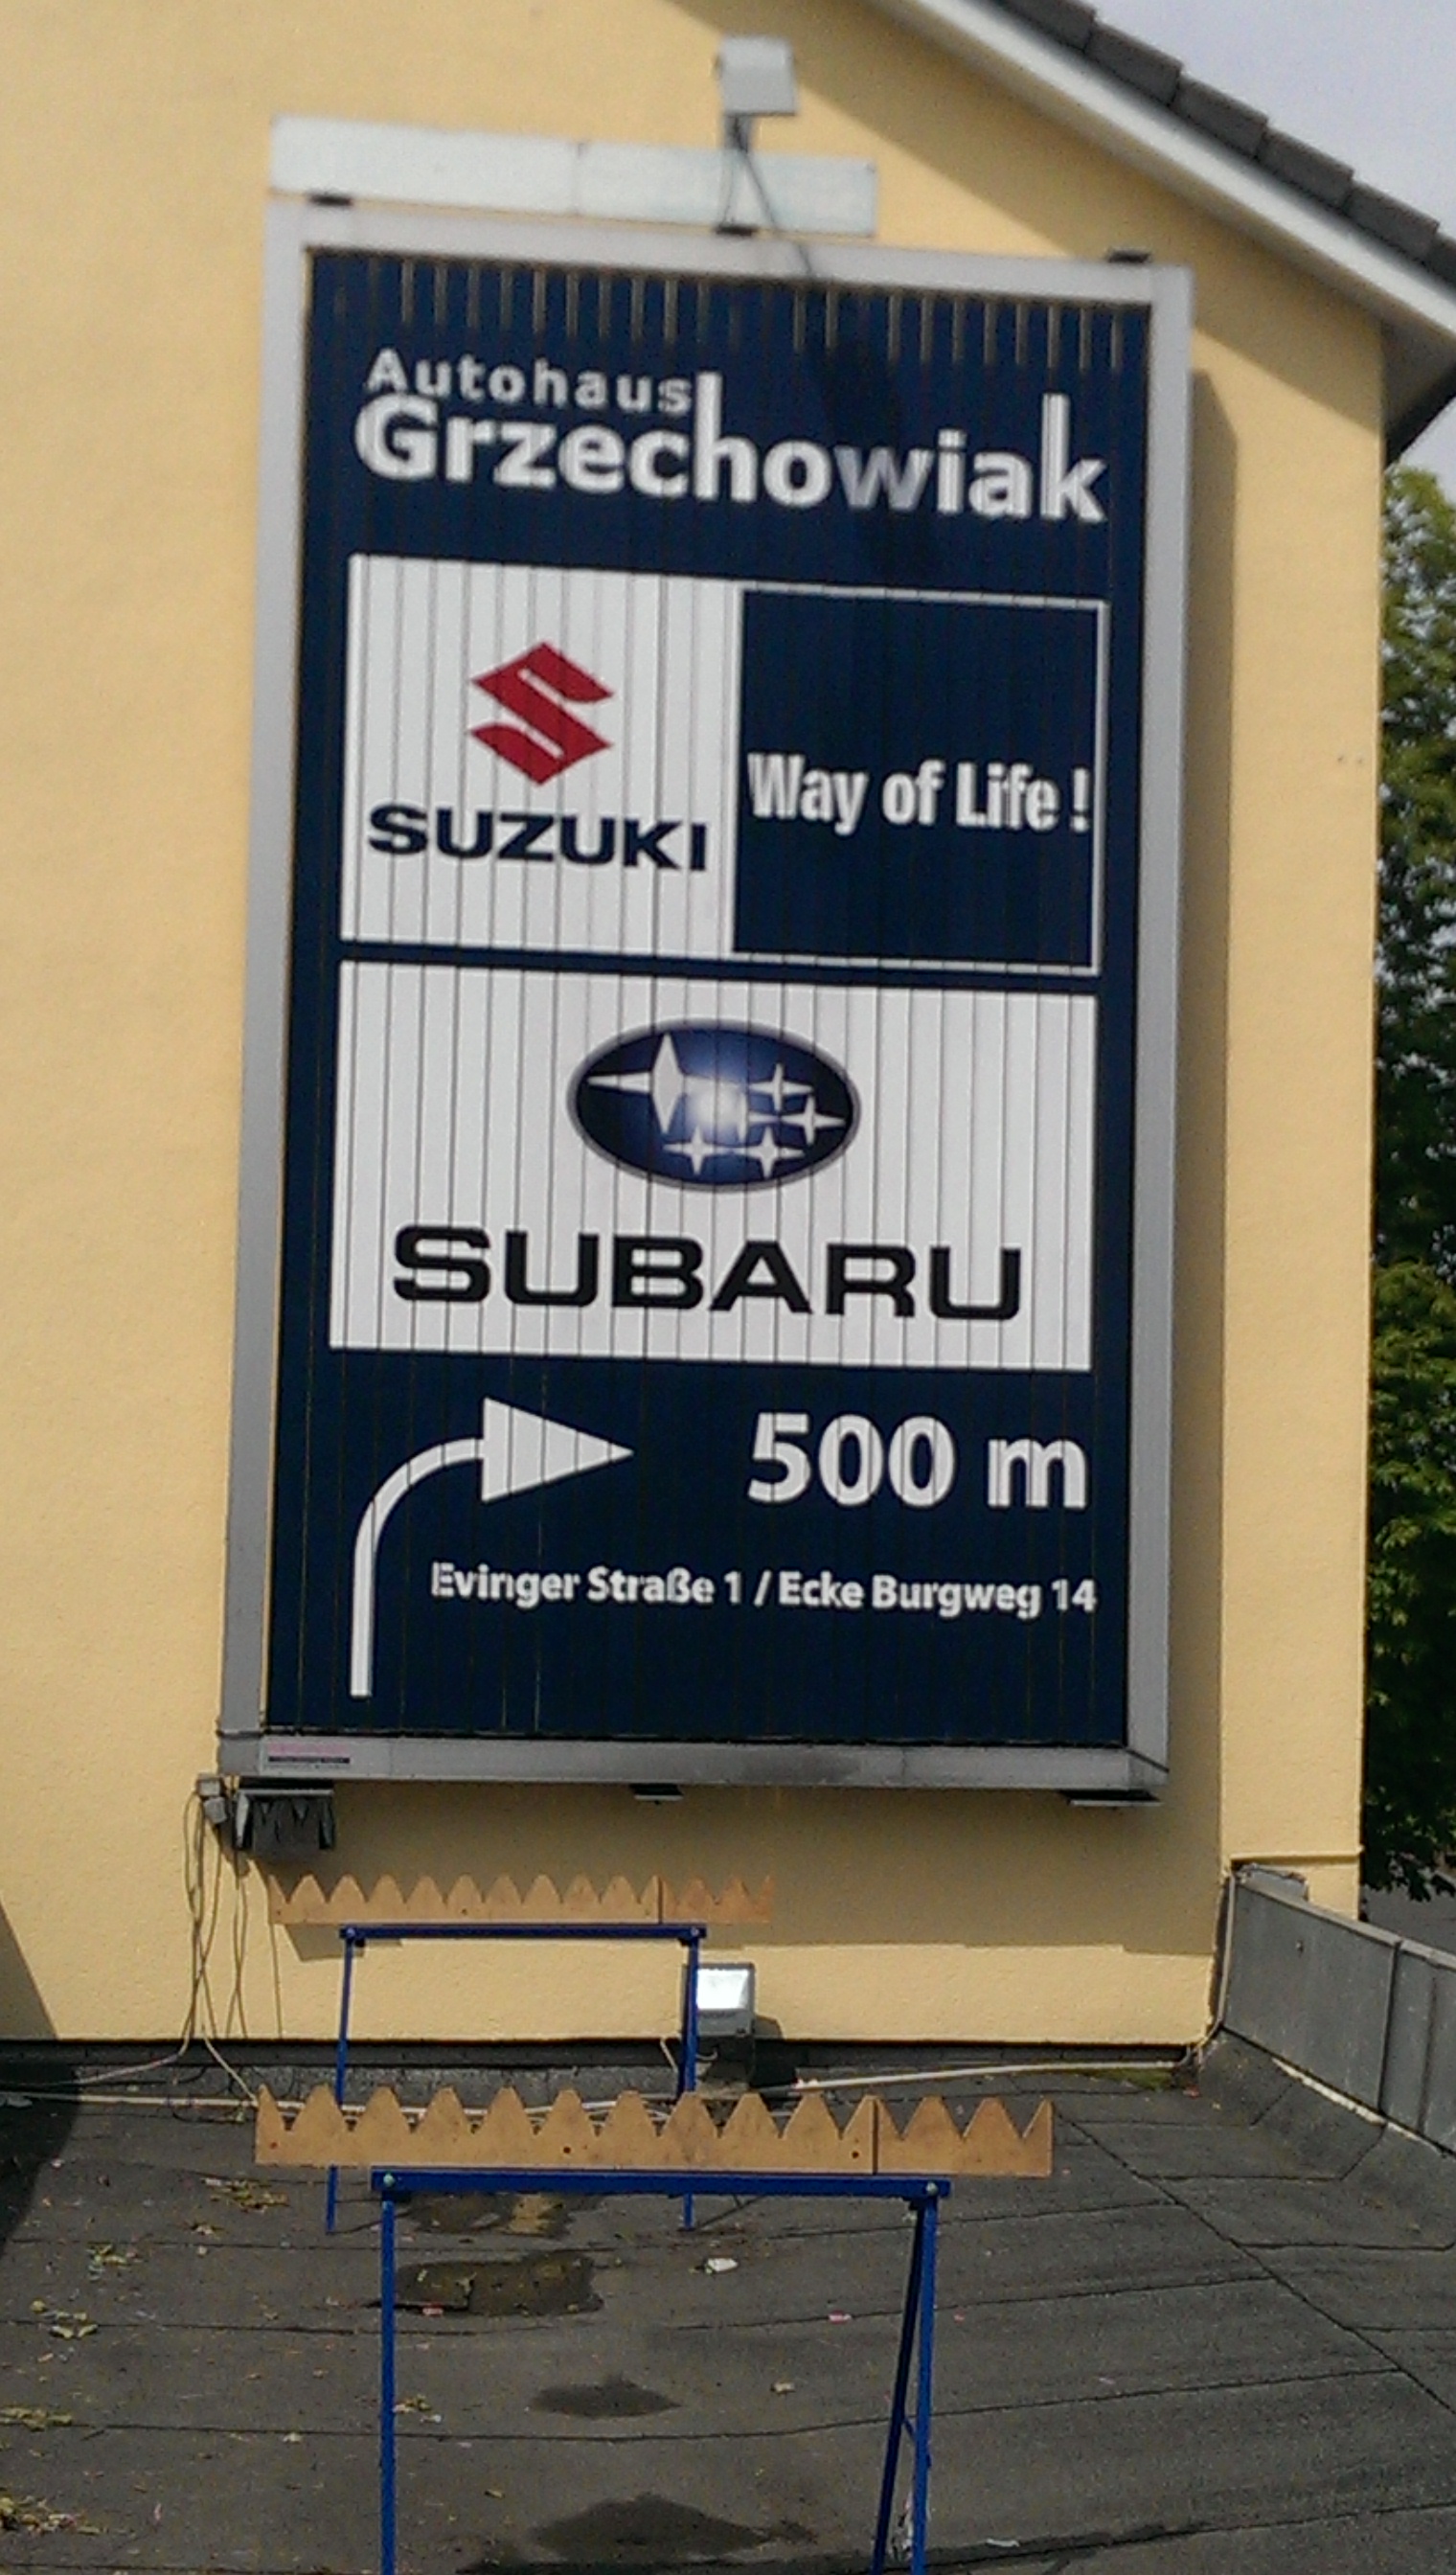 Autohaus
Grzechowiak
SUZUKI
Way of Life !
SUBARU
500 m
Evinger Straße 1 / Ecke Burgweg 14